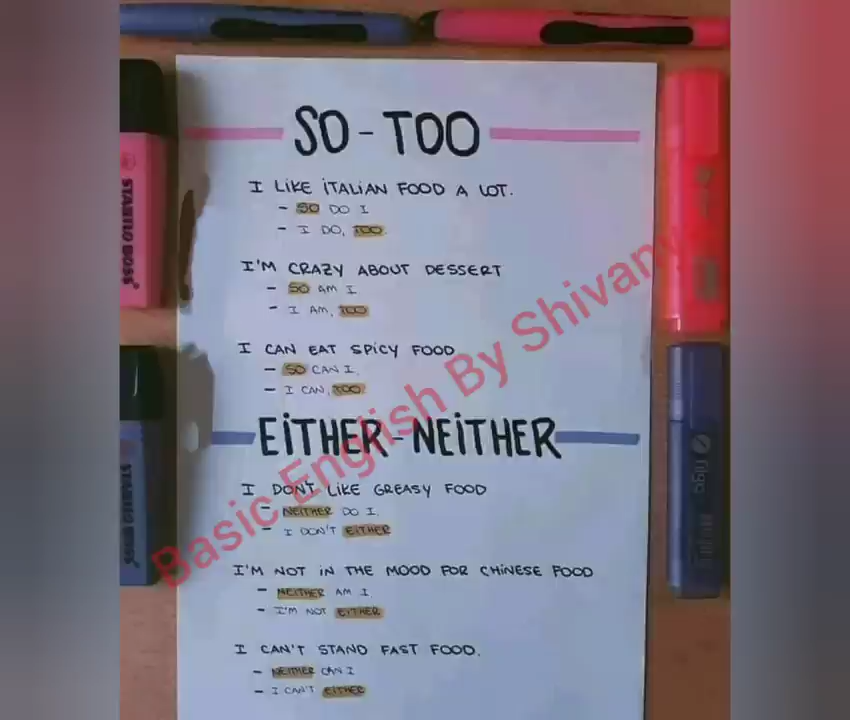 SO - TOO
I LIKE ITALIAN FOOD A LOT.
- SO DO I
- I DO, TOO.
I'M CRAZY ABOUT DESSERT
- SO AM I.
- I AM, TOO
I CAN EAT SPICY FOOD
- SO CAN I.
- I CAN, TOO.
EITHER - NEITHER
I DON'T LIKE GREASY FOOD
- NEITHER DO I.
- I DON'T EITHER
I'M NOT IN THE MOOD FOR CHINESE FOOD
- NEITHER AM I
- I'M NOT EITHER
I CAN'T STAND FAST FOOD.
- NEITHER CAN I
- I CAN'T EITHER
Basic English By Shivany
STABILO BOSS
STABILO BOSS